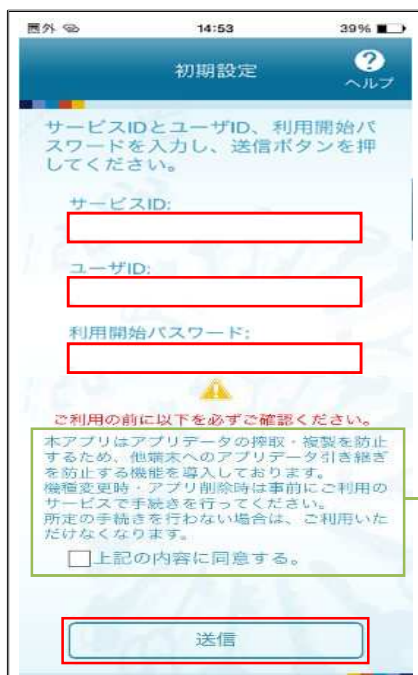 圏外
14:53
39%
初期設定
?
ヘルプ
サービスIDとユーザID、利用開始パ
スワードを入力し、送信ボタンを押
してください。
サービスID:
ユーザID:
利用開始パスワード:
ご利用の前に以下を必ずご確認ください。
本アプリはアプリデータの搾取・複製を防止
するため、他端末へのアプリデータ引き継ぎ
を防止する機能を導入しております。
機種変更時・アプリ削除時は事前にご利用の
サービスで手続きを行ってください。
所定の手続きを行わない場合は、ご利用いた
だけなくなります。
上記の内容に同意する。
送信